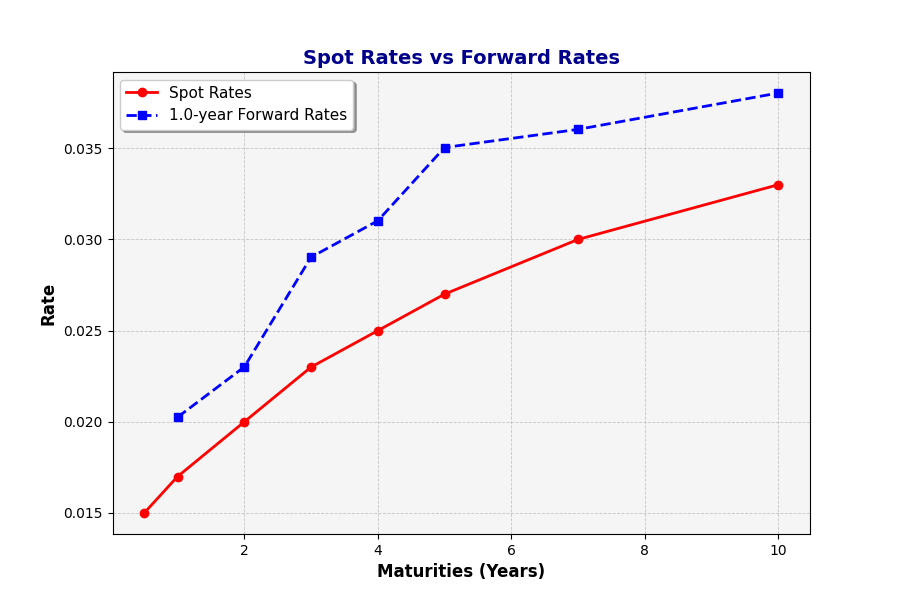 Spot Rates vs Forward Rates
Spot Rates
1.0-year Forward Rates
0.035
0.030
0.025
0.020
0.015
Rate
2 4 6 8 10
Maturities (Years)